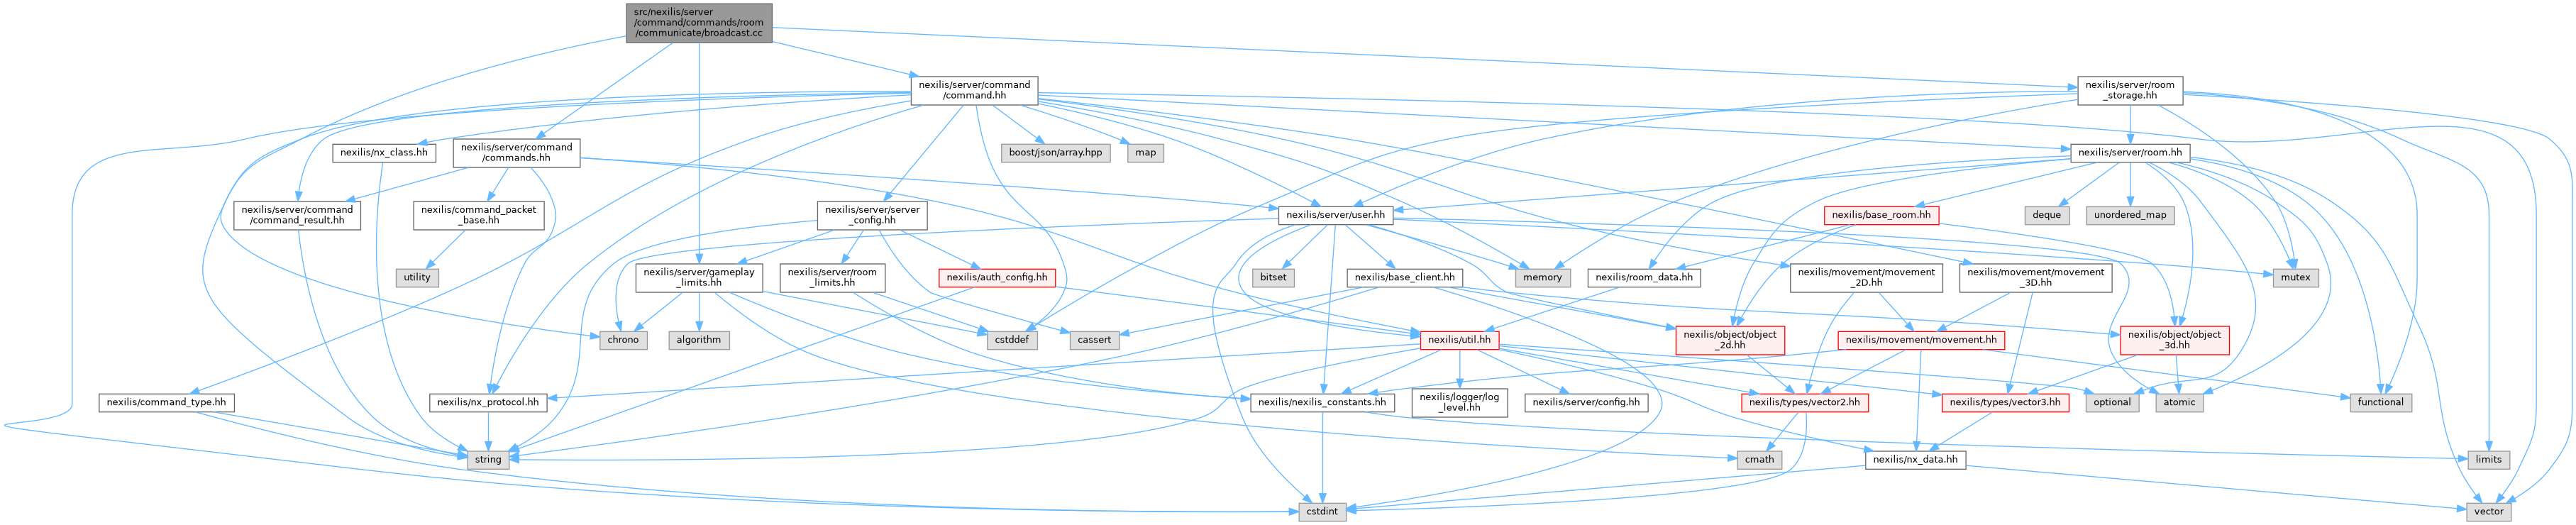 src/nexilis/server
/command/commands/room
/communicate/broadcast.cc
nexilis/server/command
/command.hh
nexilis/server/room
_storage.hh
nexilis/nx_class.hh
nexilis/server/command
/commands.hh
boost/json/array.hpp
map
nexilis/server/room.hh
nexilis/server/command
/command_result.hh
nexilis/command_packet
_base.hh
nexilis/server/server
_config.hh
nexilis/server/user.hh
nexilis/base_room.hh
deque
unordered_map
utility
nexilis/server/gameplay
_limits.hh
nexilis/server/room
_limits.hh
nexilis/auth_config.hh
bitset
nexilis/base_client.hh
memory
nexilis/room_data.hh
nexilis/movement/movement
_2D.hh
nexilis/movement/movement
_3D.hh
mutex
chrono
algorithm
cstddef
cassert
nexilis/util.hh
nexilis/object/object
_2d.hh
nexilis/movement/movement.hh
nexilis/object/object
_3d.hh
nexilis/command_type.hh
nexilis/nx_protocol.hh
nexilis/nexilis_constants.hh
nexilis/logger/log
_level.hh
nexilis/server/config.hh
nexilis/types/vector2.hh
nexilis/types/vector3.hh
optional
atomic
functional
string
cmath
nexilis/nx_data.hh
limits
cstdint
vector